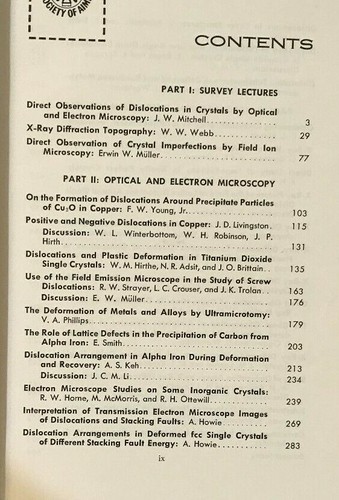 SOCIETY OF AIME
CONTENTS
PART I: SURVEY LECTURES
Direct Observations of Dislocations in Crystals by Optical
and Electron Microscopy: J. W. Mitchell. 3
X-Ray Diffraction Topography: W. W. Webb 29
Direct Observation of Crystal Imperfections by Field Ion
Microscopy: Erwin W. Müller 77
PART II: OPTICAL AND ELECTRON MICROSCOPY
On the Formation of Dislocations Around Precipitate Particles
of Cu₂O in Copper: F. W. Young, Jr. 103
Positive and Negative Dislocations in Copper: J. D. Livingston. 115
Discussion: W. L. Winterbottom, W. H. Robinson, J. P.
Hirth 131
Dislocations and Plastic Deformation in Titanium Dioxide
Single Crystals: W. M. Hirthe, N. R. Adsit, and J. O. Brittain 135
Use of the Field Emission Microscope in the Study of Screw
Dislocations: R. W. Strayer, L. C. Crouser, and J. K. Trolan 163
Discussion: E. W. Müller 176
The Deformation of Metals and Alloys by Ultramicrotomy:
V. A. Phillips 179
The Role of Lattice Defects in the Precipitation of Carbon from
Alpha Iron: E. Smith 203
Dislocation Arrangement in Alpha Iron During Deformation
and Recovery: A. S. Keh 213
Discussion: J. C. M. Li 234
Electron Microscope Studies on Some Inorganic Crystals:
R. W. Horne, M. McMorris, and R. H. Ottewill 239
Interpretation of Transmission Electron Microscope Images
of Dislocations and Stacking Faults: A. Howie 269
Dislocation Arrangements in Deformed fcc Single Crystals
of Different Stacking Fault Energy: A. Howie 283
ix